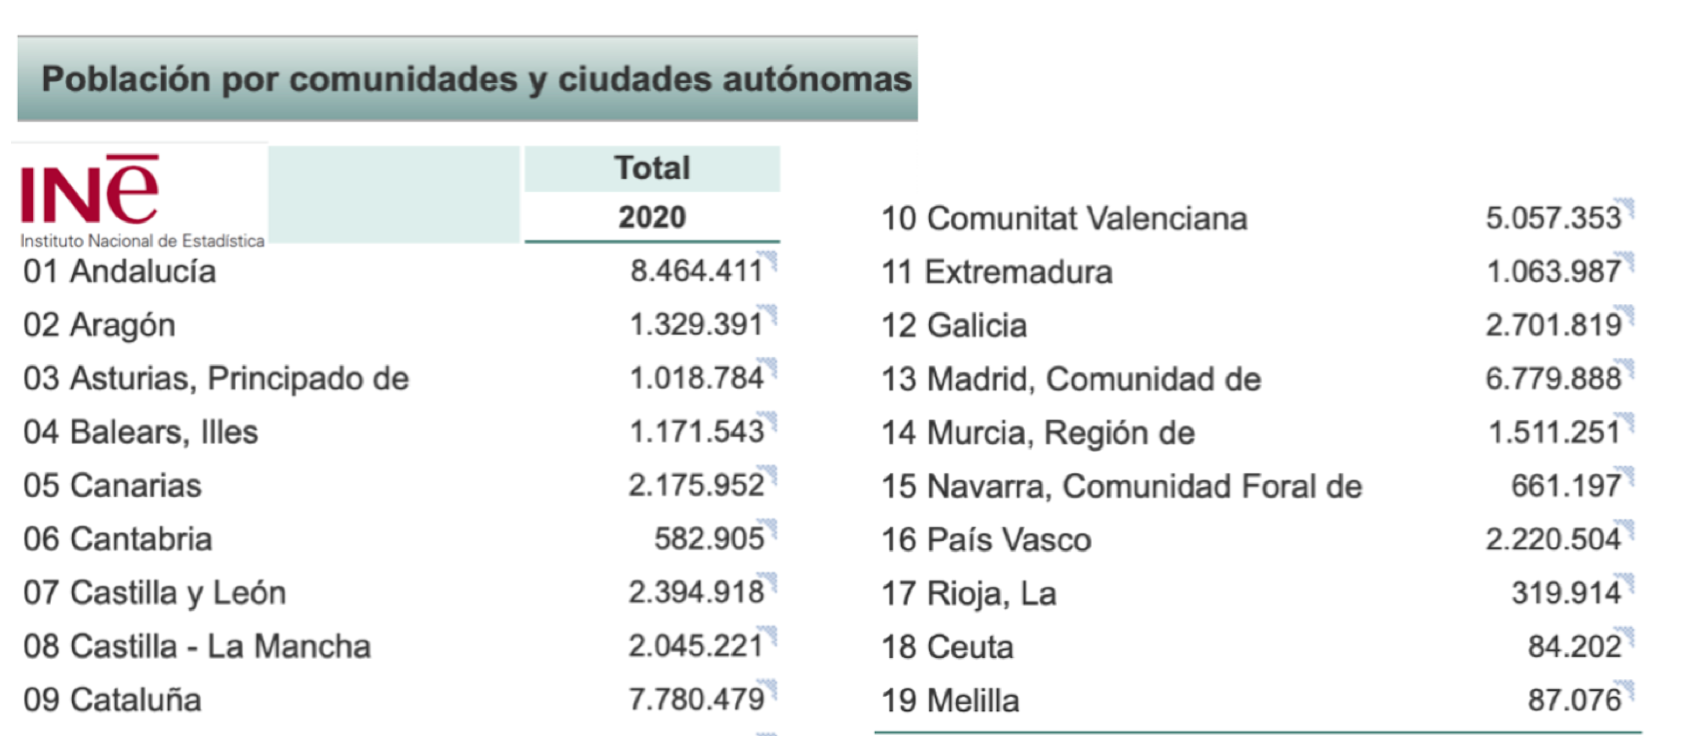 Población por comunidades y ciudades autónomas
INe
Instituto Nacional de Estadística
Total
2020
01 Andalucía 8.464.411
02 Aragón 1.329.391
03 Asturias, Principado de 1.018.784
04 Balears, Illes 1.171.543
05 Canarias 2.175.952
06 Cantabria 582.905
07 Castilla y León 2.394.918
08 Castilla - La Mancha 2.045.221
09 Cataluña 7.780.479
10 Comunitat Valenciana 5.057.353
11 Extremadura 1.063.987
12 Galicia 2.701.819
13 Madrid, Comunidad de 6.779.888
14 Murcia, Región de 1.511.251
15 Navarra, Comunidad Foral de 661.197
16 País Vasco 2.220.504
17 Rioja, La 319.914
18 Ceuta 84.202
19 Melilla 87.076